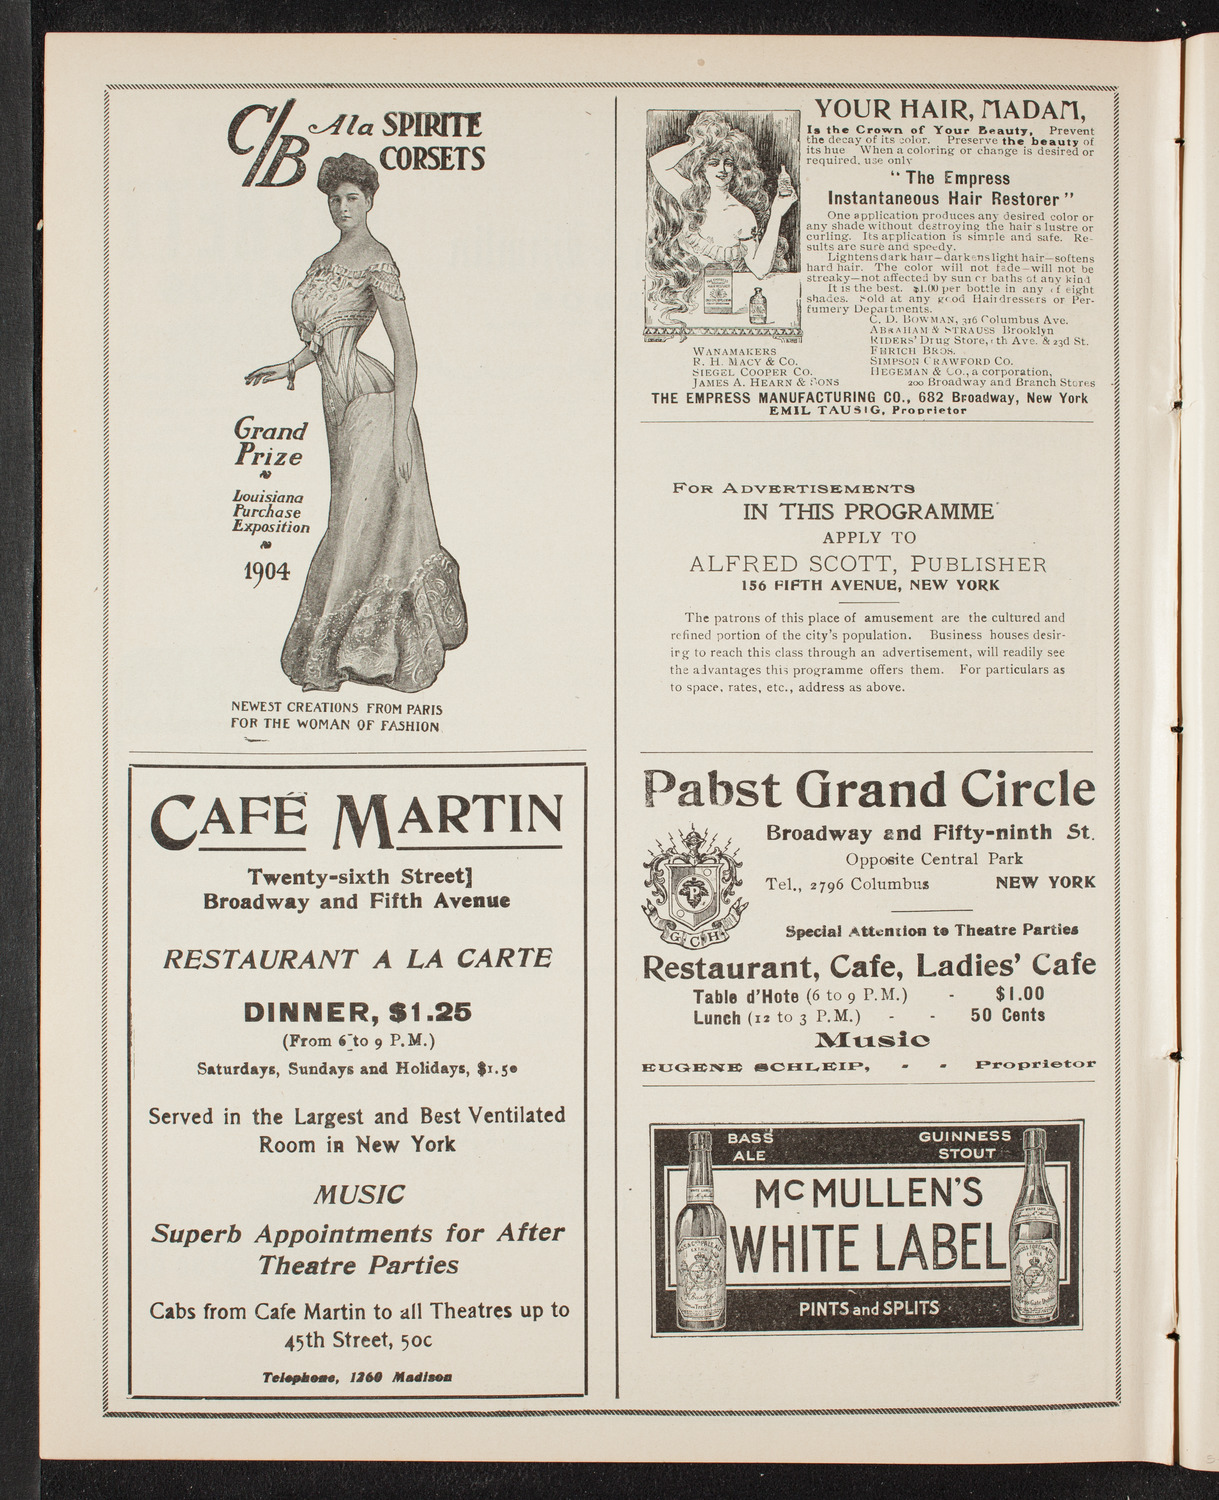 C/B A la SPIRITE
CORSETS
Grand
Prize
Louisiana
Purchase
Exposition
1904
NEWEST CREATIONS FROM PARIS
FOR THE WOMAN OF FASHION
CAFÉ MARTIN
Twenty-sixth Street]
Broadway and Fifth Avenue
RESTAURANT A LA CARTE
DINNER, $1.25
(From 6 to 9 P.M.)
Saturdays, Sundays and Holidays, $1.50
Served in the Largest and Best Ventilated
Room in New York
MUSIC
Superb Appointments for After
Theatre Parties
Cabs from Cafe Martin to all Theatres up to
45th Street, 50c
Telephone, 1260 Madison
YOUR HAIR, MADAM,
Is the Crown of Your Beauty, Prevent
the decay of its color. Preserve the beauty of
its hue When a coloring or change is desired or
required, use only
"The Empress
Instantaneous Hair Restorer"
One application produces any desired color or
any shade without destroying the hair's lustre or
curling. Its application is simple and safe. Re-
sults are sure and speedy.
Lightens dark hair—darkens light hair—softens
hard hair. The color will not fade—will not be
streaky—not affected by sun or baths of any kind
It is the best. $1.00 per bottle in any of eight
shades. Sold at any good Hairdressers or Per-
fumery Departments.
C. D. BOWMAN, 316 Columbus Ave.
ABRAHAM & STRAUSS Brooklyn
RIDERS' Drug Store, th Ave. & 23d St.
WANAMAKERS EHRICH BROS.
R. H. MACY & CO. SIMPSON CRAWFORD CO.
SIEGEL COOPER CO. HEGEMAN & CO., a corporation,
JAMES A. HEARN & SONS 200 Broadway and Branch Stores
THE EMPRESS MANUFACTURING CO., 682 Broadway, New York
EMIL TAUSIG, Proprietor
FOR ADVERTISEMENTS
IN THIS PROGRAMME
APPLY TO
ALFRED SCOTT, PUBLISHER
156 FIFTH AVENUE, NEW YORK
The patrons of this place of amusement are the cultured and
refined portion of the city's population. Business houses desir-
ing to reach this class through an advertisement, will readily see
the advantages this programme offers them. For particulars as
to space, rates, etc., address as above.
Pabst Grand Circle
Broadway and Fifty-ninth St.
Opposite Central Park
Tel., 2796 Columbus NEW YORK
P
G C H
Special Attention to Theatre Parties
Restaurant, Cafe, Ladies' Cafe
Table d'Hote (6 to 9 P.M.) - $1.00
Lunch (12 to 3 P.M.) - - 50 Cents
Music
EUGENE SCHLEIP, - - Proprietor
BASS GUINNESS
ALE STOUT
McMULLEN'S
WHITE LABEL
PINTS and SPLITS